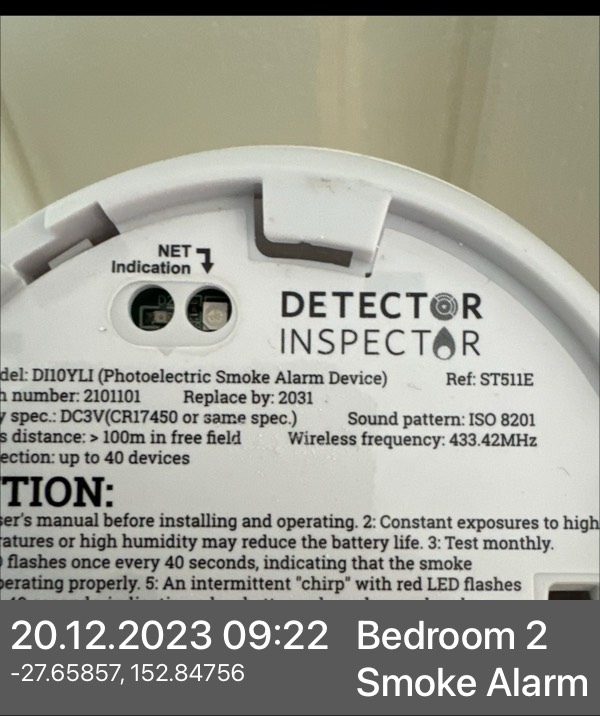 NET
Indication
DETECTOR
INSPECTOR
del: DI10YLI (Photoelectric Smoke Alarm Device) Ref: ST511E
h number: 2101101 Replace by: 2031
y spec.: DC3V(CR17450 or same spec.) Sound pattern: ISO 8201
s distance: > 100m in free field Wireless frequency: 433.42MHz
ection: up to 40 devices
TION:
ser's manual before installing and operating. 2: Constant exposures to high
ratures or high humidity may reduce the battery life. 3: Test monthly.
flashes once every 40 seconds, indicating that the smoke
perating properly. 5: An intermittent "chirp" with red LED flashes
20.12.2023 09:22 Bedroom 2
-27.65857, 152.84756 Smoke Alarm